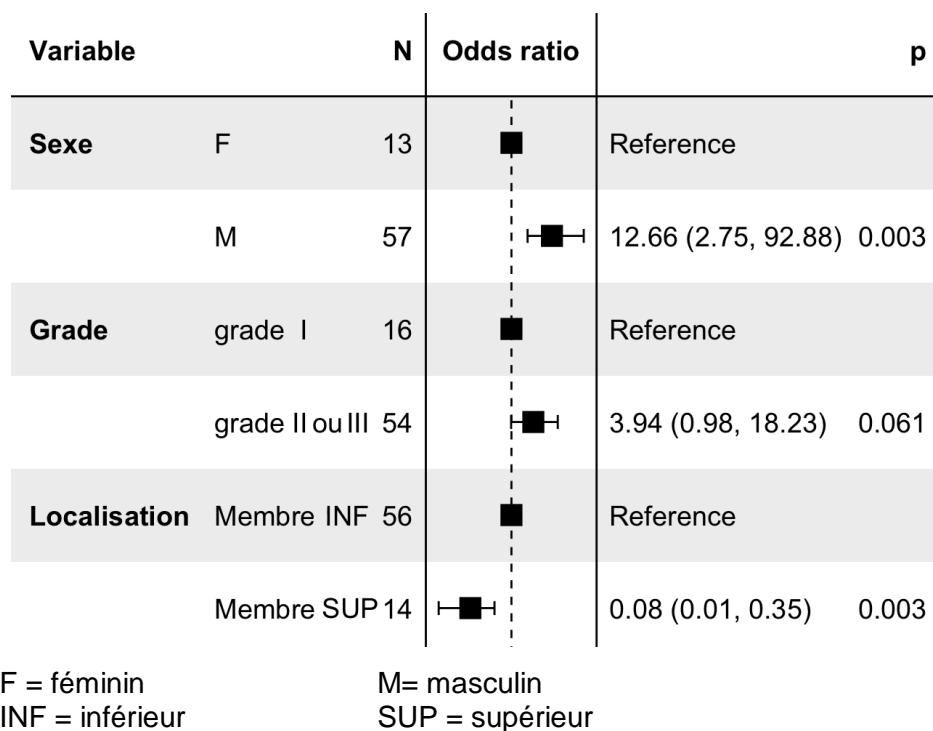 Variable N Odds ratio p
Sexe F 13 Reference
M 57 12.66 (2.75, 92.88) 0.003
Grade grade I 16 Reference
grade II ou III 54 3.94 (0.98, 18.23) 0.061
Localisation Membre INF 56 Reference
Membre SUP 14 0.08 (0.01, 0.35) 0.003
F = féminin M= masculin
INF = inférieur SUP = supérieur